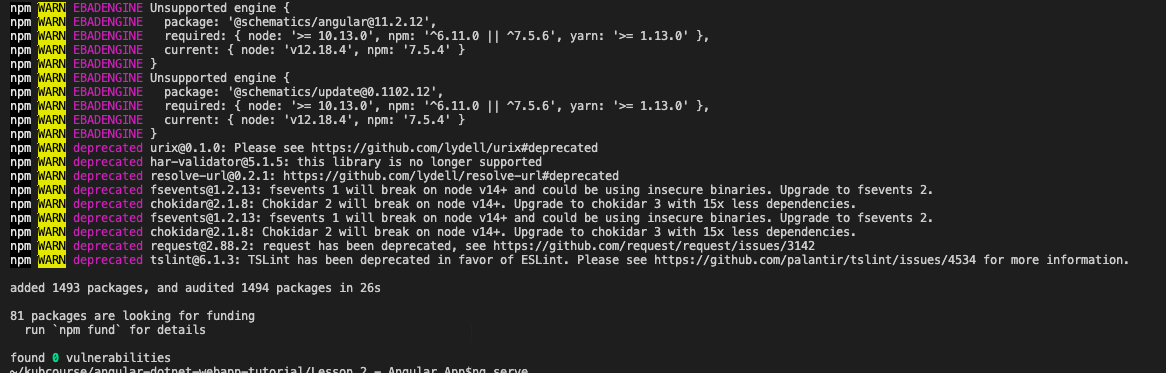 npm WARN EBADENGINE Unsupported engine {
npm WARN EBADENGINE   package: '@schematics/angular@11.2.12',
npm WARN EBADENGINE   required: { node: '>= 10.13.0', npm: '^6.11.0 || ^7.5.6', yarn: '>= 1.13.0' },
npm WARN EBADENGINE   current: { node: 'v12.18.4', npm: '7.5.4' }
npm WARN EBADENGINE }
npm WARN EBADENGINE Unsupported engine {
npm WARN EBADENGINE   package: '@schematics/update@0.1102.12',
npm WARN EBADENGINE   required: { node: '>= 10.13.0', npm: '^6.11.0 || ^7.5.6', yarn: '>= 1.13.0' },
npm WARN EBADENGINE   current: { node: 'v12.18.4', npm: '7.5.4' }
npm WARN EBADENGINE }
npm WARN deprecated urix@0.1.0: Please see https://github.com/lydell/urix#deprecated
npm WARN deprecated har-validator@5.1.5: this library is no longer supported
npm WARN deprecated resolve-url@0.2.1: https://github.com/lydell/resolve-url#deprecated
npm WARN deprecated fsevents@1.2.13: fsevents 1 will break on node v14+ and could be using insecure binaries. Upgrade to fsevents 2.
npm WARN deprecated chokidar@2.1.8: Chokidar 2 will break on node v14+. Upgrade to chokidar 3 with 15x less dependencies.
npm WARN deprecated fsevents@1.2.13: fsevents 1 will break on node v14+ and could be using insecure binaries. Upgrade to fsevents 2.
npm WARN deprecated chokidar@2.1.8: Chokidar 2 will break on node v14+. Upgrade to chokidar 3 with 15x less dependencies.
npm WARN deprecated request@2.88.2: request has been deprecated, see https://github.com/request/request/issues/3142
npm WARN deprecated tslint@6.1.3: TSLint has been deprecated in favor of ESLint. Please see https://github.com/palantir/tslint/issues/4534 for more information.
added 1493 packages, and audited 1494 packages in 26s
81 packages are looking for funding
  run `npm fund` for details
found 0 vulnerabilities
~/kubcourse/angular-dotnet-webapp-tutorial/Lesson 2 - Angular App$ng serve